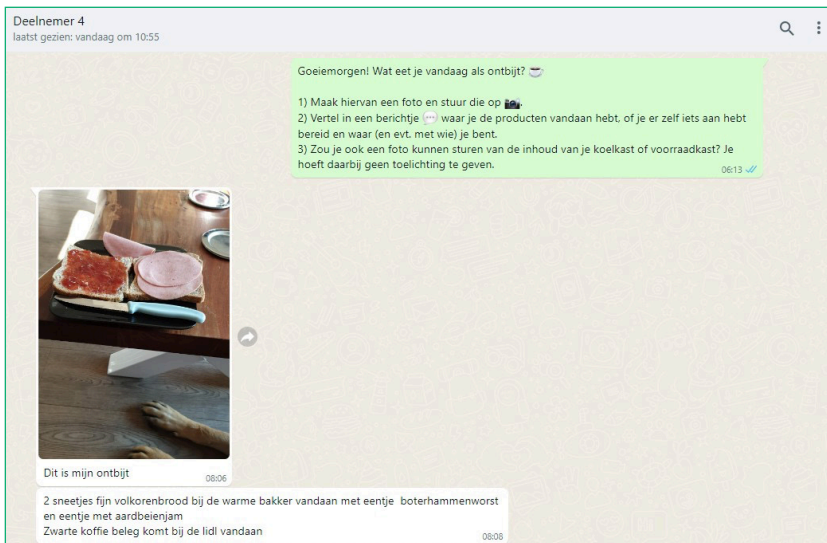 Deelnemer 4
laatst gezien: vandaag om 10:55
Goeiemorgen! Wat eet je vandaag als ontbijt? ☕
1) Maak hiervan een foto en stuur die op 📷.
2) Vertel in een berichtje 💬 waar je de producten vandaan hebt, of je er zelf iets aan hebt
bereid en waar (en evt. met wie) je bent.
3) Zou je ook een foto kunnen sturen van de inhoud van je koelkast of voorraadkast? Je
hoeft daarbij geen toelichting te geven.
06:13
Dit is mijn ontbijt
08:06
2 sneetjes fijn volkorenbrood bij de warme bakker vandaan met eentje boterhammenworst
en eentje met aardbeienjam
Zwarte koffie beleg komt bij de lidl vandaan
08:08